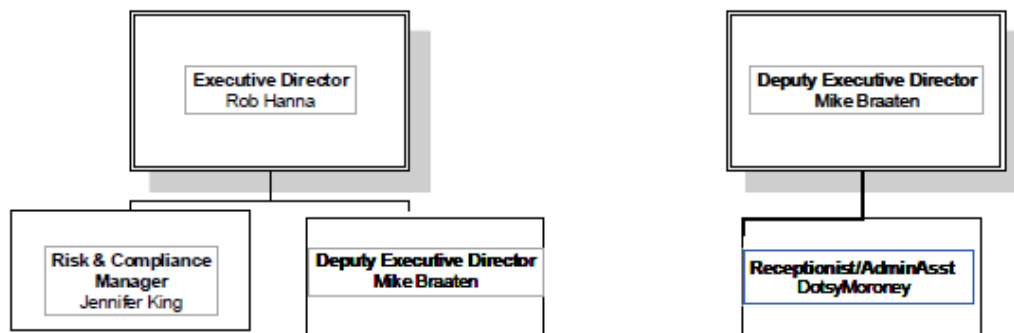 Executive Director
Rob Hanna
Deputy Executive Director
Mike Braaten
Risk & Compliance
Manager
Jennifer King
Deputy Executive Director
Mike Braaten
Receptionist/AdminAsst
DotsyMoroney